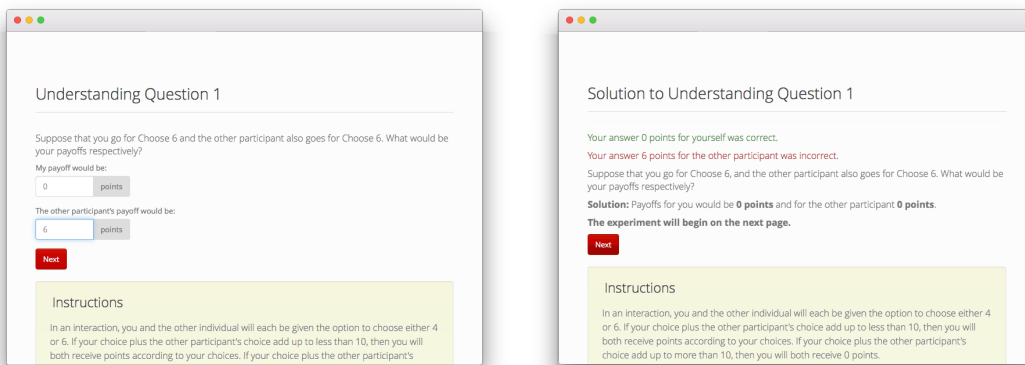 Understanding Question 1
Suppose that you go for Choose 6 and the other participant also goes for Choose 6. What would be
your payoffs respectively?
My payoff would be:
0 points
The other participant's payoff would be:
6 points
Next
Instructions
In an interaction, you and the other individual will each be given the option to choose either 4
or 6. If your choice plus the other participant's choice add up to less than 10, then you will
both receive points according to your choices. If your choice plus the other participant's
Solution to Understanding Question 1
Your answer 0 points for yourself was correct.
Your answer 6 points for the other participant was incorrect.
Suppose that you go for Choose 6, and the other participant also goes for Choose 6. What would be
your payoffs respectively?
Solution: Payoffs for you would be 0 points and for the other participant 0 points.
The experiment will begin on the next page.
Next
Instructions
In an interaction, you and the other individual will each be given the option to choose either 4
or 6. If your choice plus the other participant's choice add up to less than 10, then you will
both receive points according to your choices. If your choice plus the other participant's
choice add up to more than 10, then you will both receive 0 points.